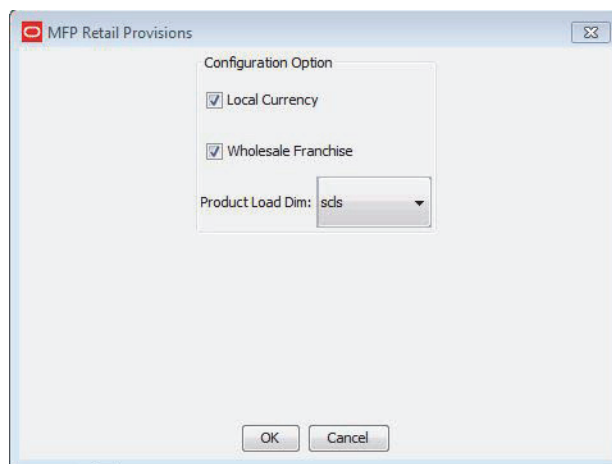 MFP Retail Provisions
Configuration Option
Local Currency
Wholesale Franchise
Product Load Dim: scls
OK Cancel